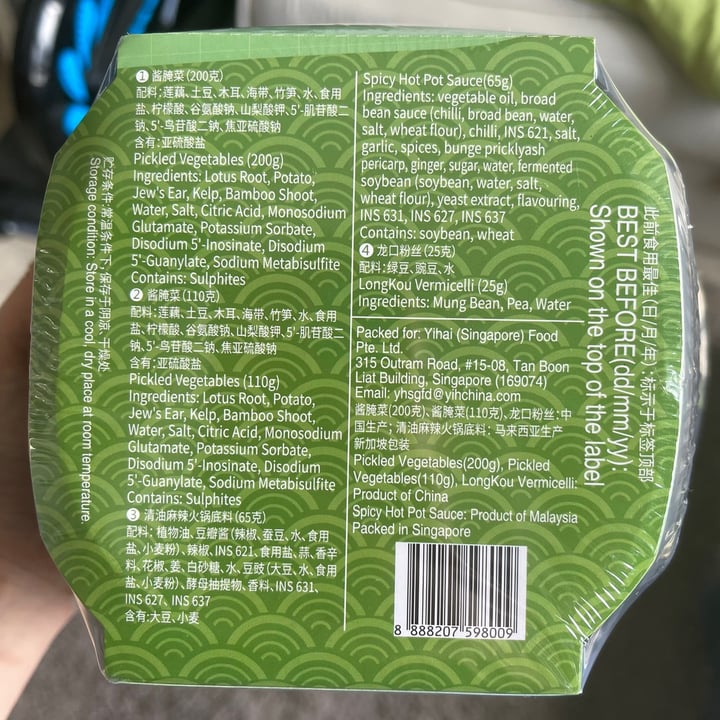 ① 酱腌菜(200克)
配料:莲藕、土豆、木耳、海带、竹笋、水、食用
盐、柠檬酸、谷氨酸钠、山梨酸钾、5'-肌苷酸二
钠、5'-鸟苷酸二钠、焦亚硫酸钠
含有:亚硫酸盐
Pickled Vegetables (200g)
Ingredients: Lotus Root, Potato,
Jew's Ear, Kelp, Bamboo Shoot,
Water, Salt, Citric Acid, Monosodium
Glutamate, Potassium Sorbate,
Disodium 5'-Inosinate, Disodium
5'-Guanylate, Sodium Metabisulfite
Contains: Sulphites
② 酱腌菜(110克)
配料:莲藕、土豆、木耳、海带、竹笋、水、食用
盐、柠檬酸、谷氨酸钠、山梨酸钾、5'-肌苷酸二
钠、5'-鸟苷酸二钠、焦亚硫酸钠
含有:亚硫酸盐
Pickled Vegetables (110g)
Ingredients: Lotus Root, Potato,
Jew's Ear, Kelp, Bamboo Shoot,
Water, Salt, Citric Acid, Monosodium
Glutamate, Potassium Sorbate,
Disodium 5'-Inosinate, Disodium
5'-Guanylate, Sodium Metabisulfite
Contains: Sulphites
③ 清油麻辣火锅底料(65克)
配料: 植物油、豆瓣酱(辣椒、蚕豆、水、食用
盐、小麦粉)、辣椒、INS 621、食用盐、蒜、香辛
料、花椒、姜、白砂糖、水、豆豉(大豆、水、食用
盐、小麦粉)、酵母抽提物、香料、INS 631、
INS 627、INS 637
含有:大豆、小麦
Spicy Hot Pot Sauce(65g)
Ingredients: vegetable oil, broad
bean sauce (chilli, broad bean, water,
salt, wheat flour), chilli, INS 621, salt,
garlic, spices, bunge pricklyash
pericarp, ginger, sugar, water, fermented
soybean (soybean, water, salt,
wheat flour), yeast extract, flavouring,
INS 631, INS 627, INS 637
Contains: soybean, wheat
④ 龙口粉丝(25克)
配料:绿豆、豌豆、水
LongKou Vermicelli (25g)
Ingredients: Mung Bean, Pea, Water
Packed for: Yihai (Singapore) Food
Pte. Ltd.
315 Outram Road, #15-08, Tan Boon
Liat Building, Singapore (169074)
Email: yhsgfd@yihchina.com
酱腌菜(200克)、酱腌菜(110克)、龙口粉丝:中
国生产; 清油麻辣火锅底料: 马来西亚生产
新加坡包装
Pickled Vegetables(200g), Pickled
Vegetables(110g), LongKou Vermicelli:
Product of China
Spicy Hot Pot Sauce: Product of Malaysia
Packed in Singapore
8 888207 598009
贮存条件:常温条件下, 保存于阴凉、干燥处
Storage condition: Store in a cool, dry place at room temperature.
此前食用最佳 (日/月/年): 标示于标签顶部
BEST BEFORE(dd/mm/yy):
Shown on the top of the label